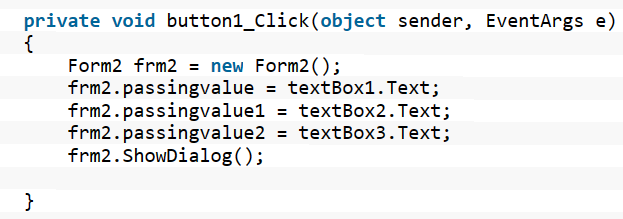 private void button1_Click(object sender, EventArgs e)
{
    Form2 frm2 = new Form2();
    frm2.passingvalue = textBox1.Text;
    frm2.passingvalue1 = textBox2.Text;
    frm2.passingvalue2 = textBox3.Text;
    frm2.ShowDialog();
}